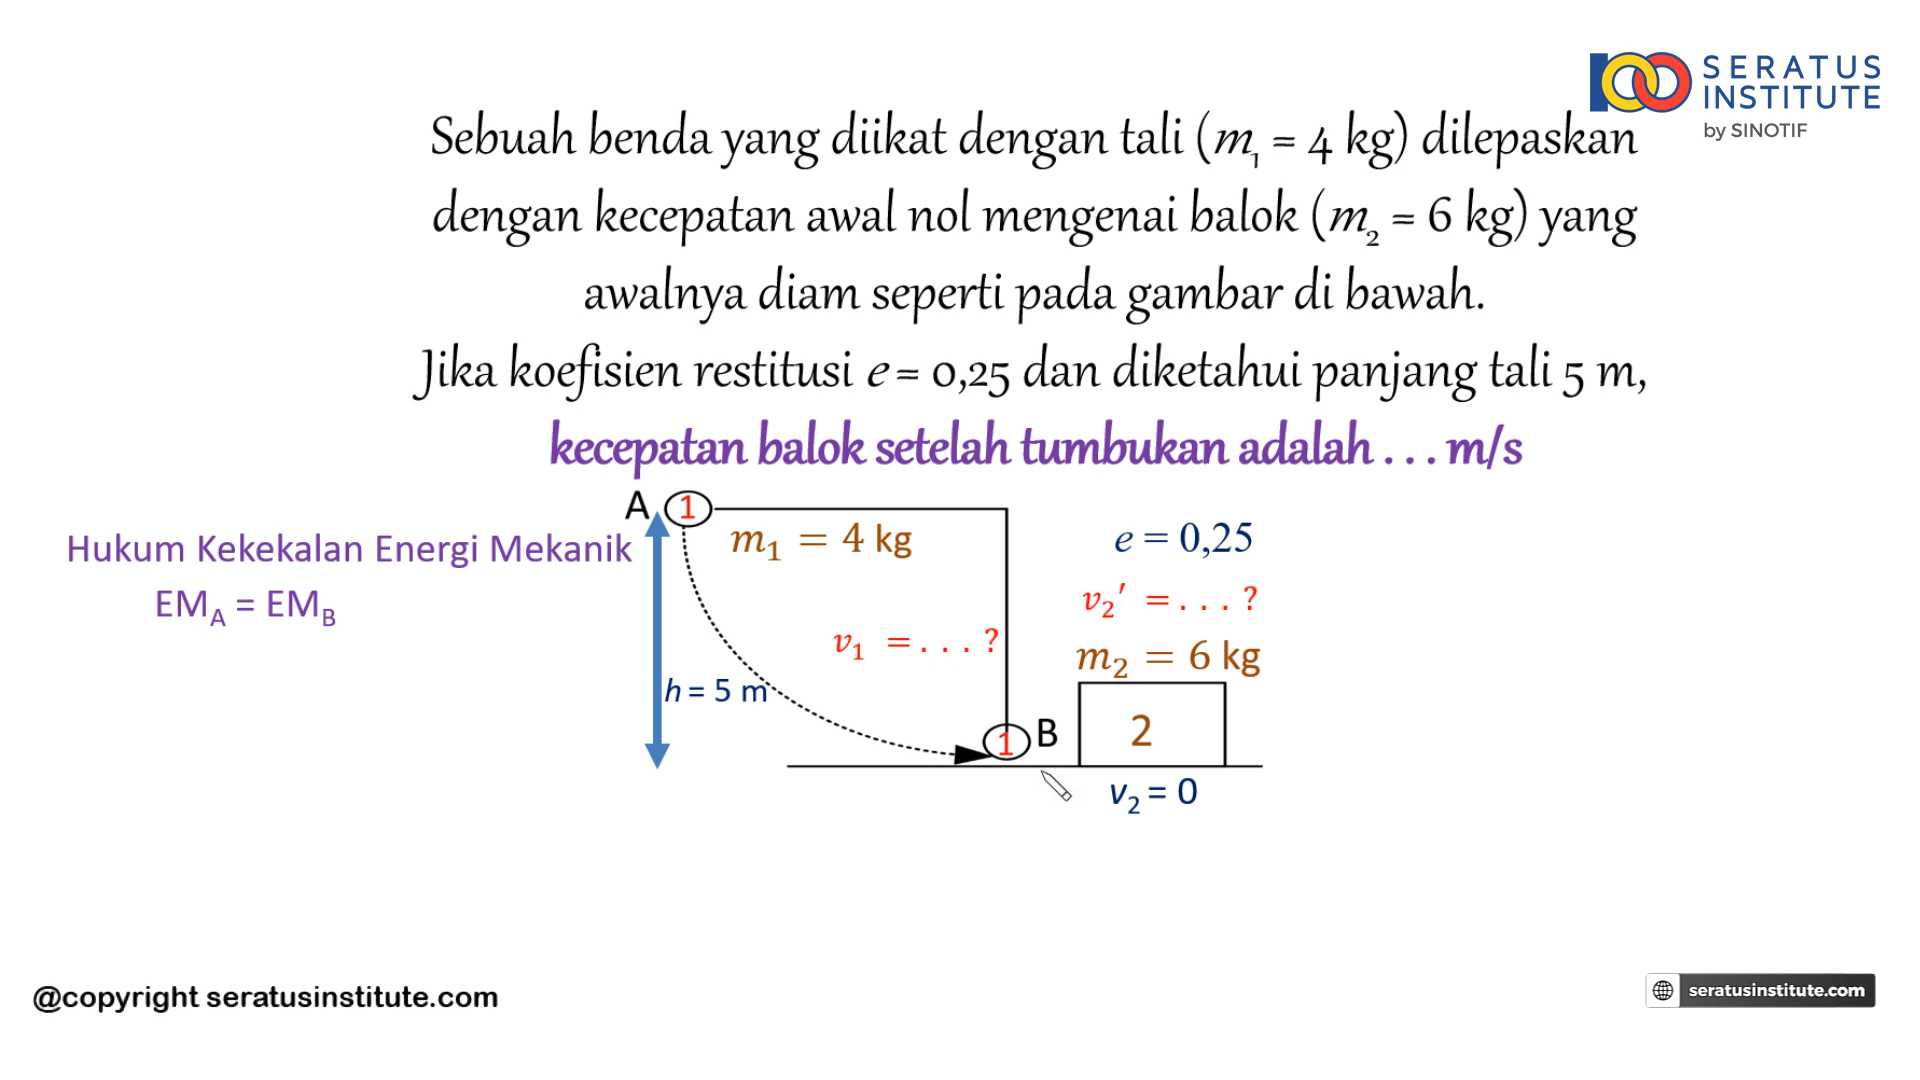 SERATUS
INSTITUTE
by SINOTIF
Sebuah benda yang diikat dengan tali (m₁ = 4 kg) dilepaskan
dengan kecepatan awal nol mengenai balok (m₂ = 6 kg) yang
awalnya diam seperti pada gambar di bawah.
Jika koefisien restitusi e = 0,25 dan diketahui panjang tali 5 m,
kecepatan balok setelah tumbukan adalah . . . m/s
A 1
Hukum Kekekalan Energi Mekanik
EM_A = EM_B
m₁ = 4 kg
e = 0,25
v₂′ = . . . ?
v₁ = . . . ?
m₂ = 6 kg
h = 5 m
1 B
2
v₂ = 0
@copyright seratusinstitute.com
seratusinstitute.com